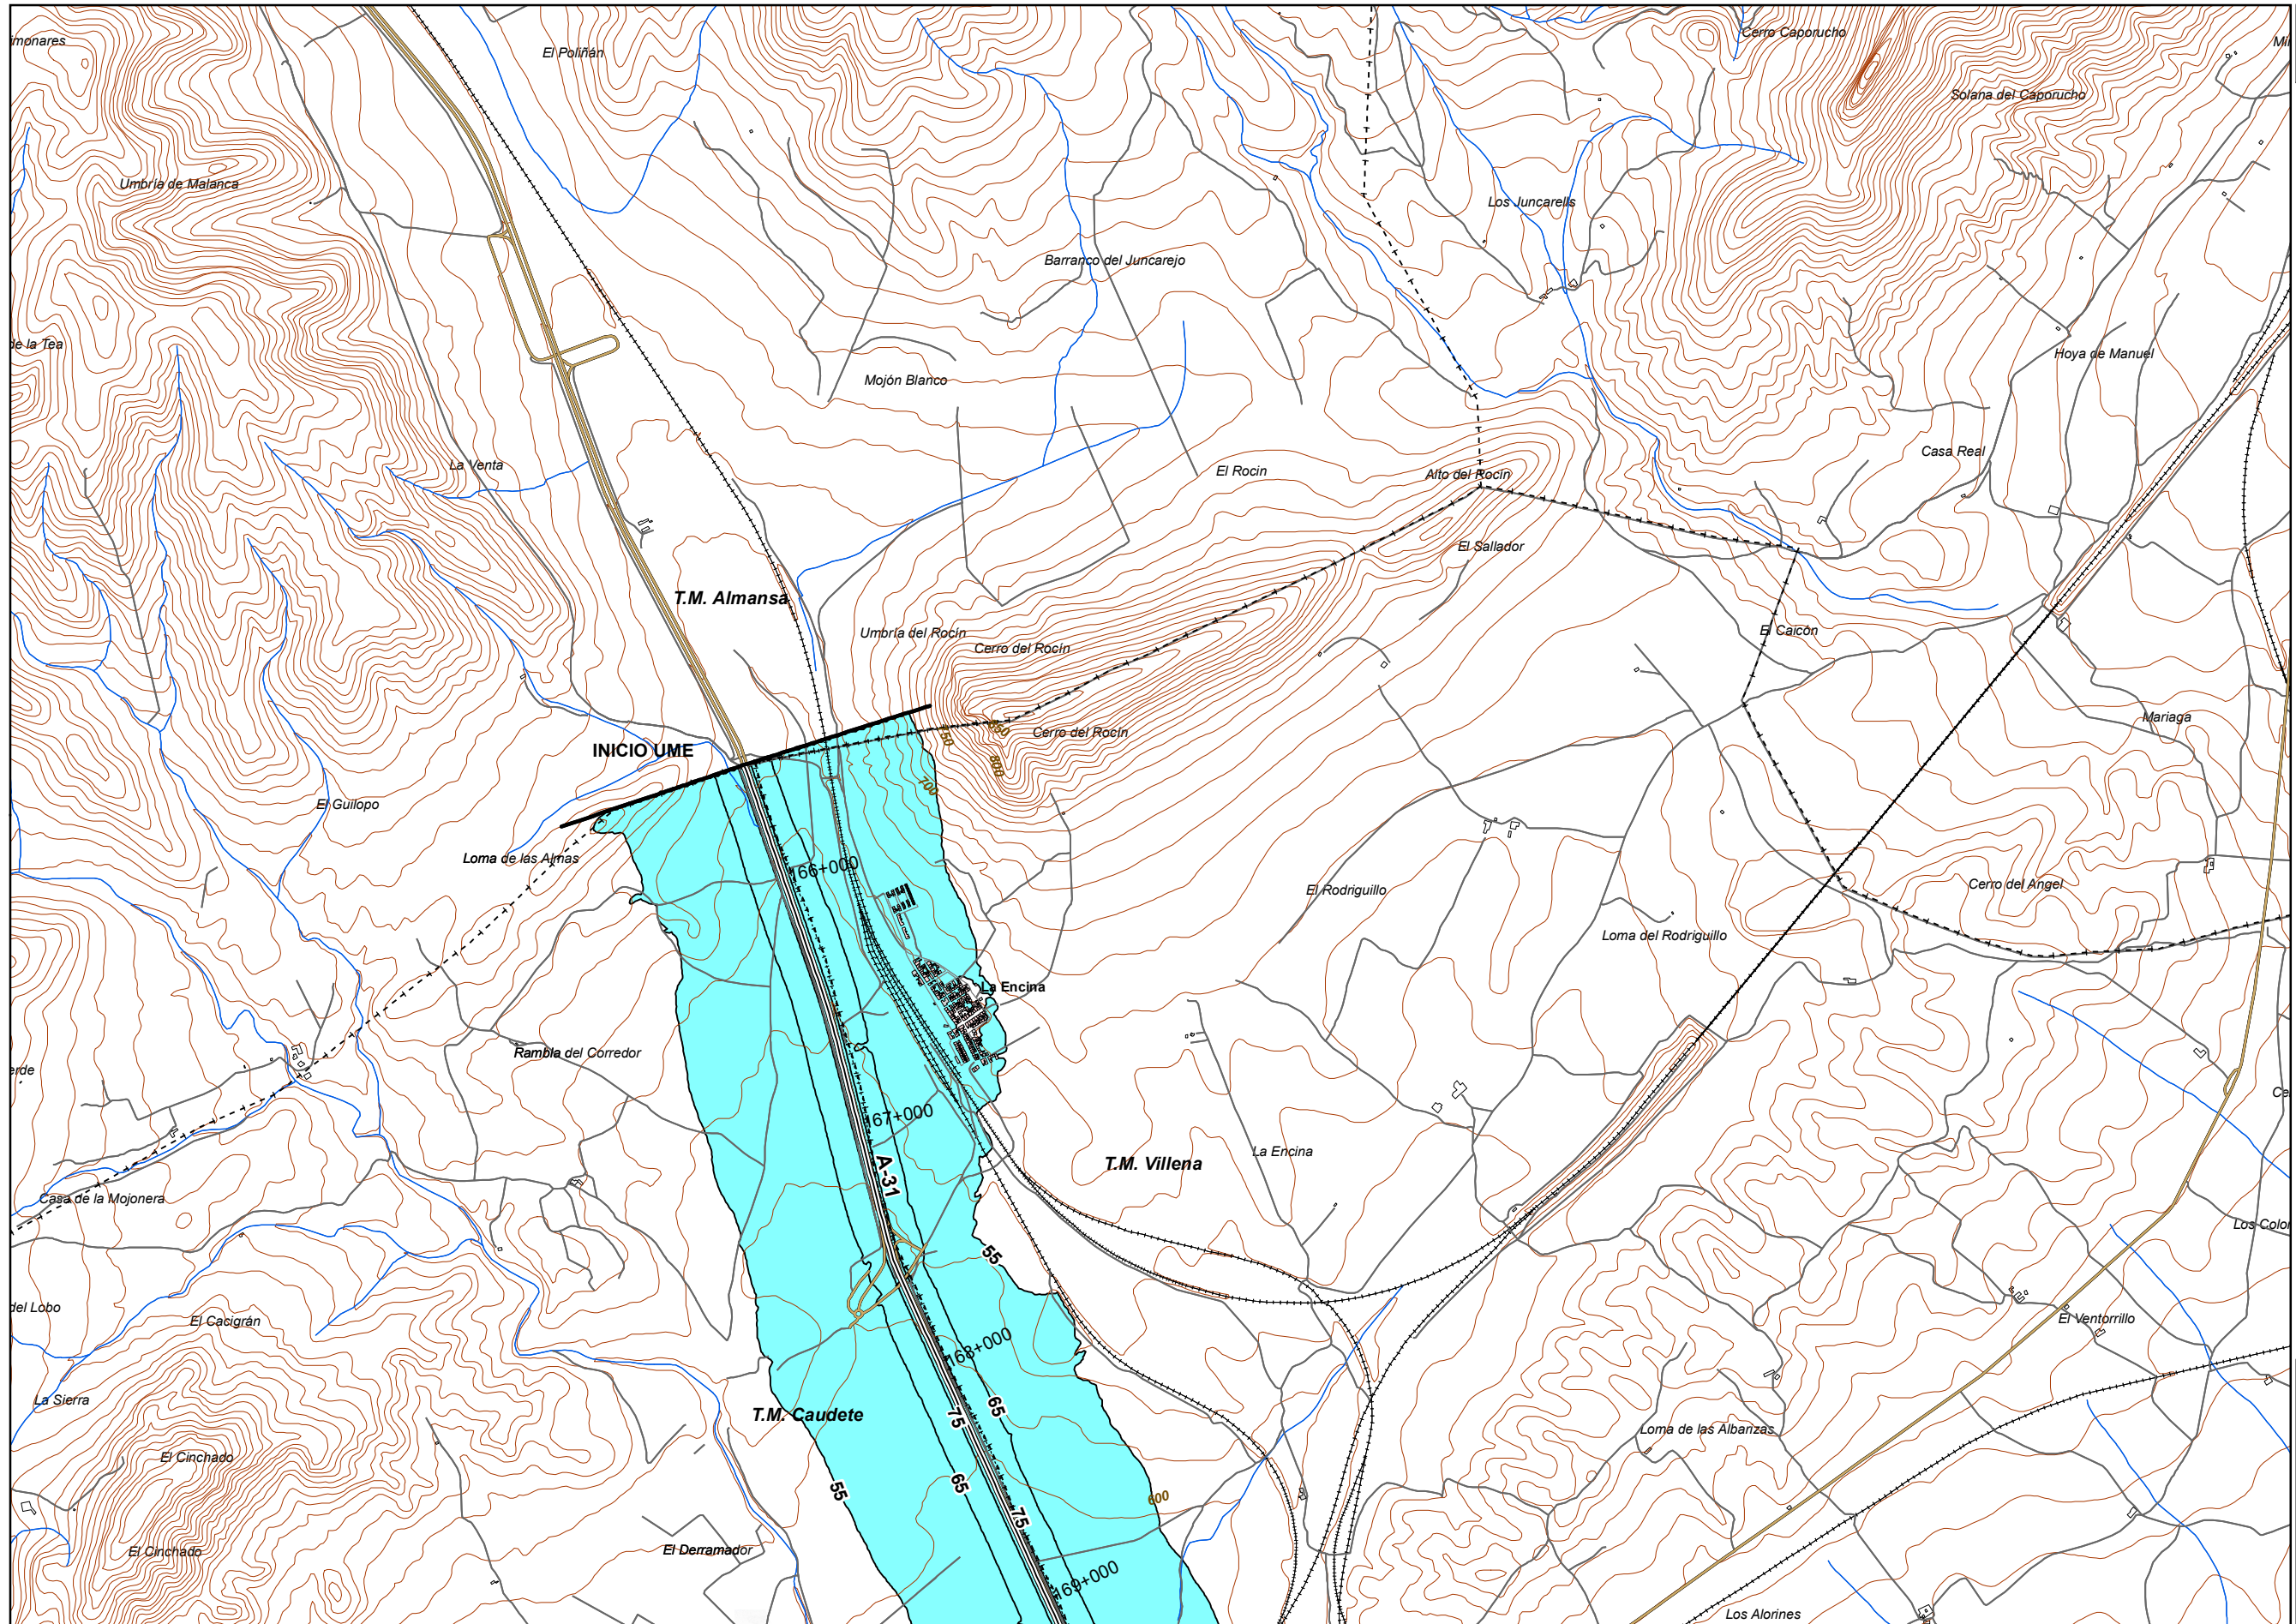 El Poliñán
Cerro Caporucho
Solana del Caporucho
Umbría de Malanca
Los Juncarells
Barranco del Juncarejo
de la Tea
Hoya de Manuel
Mojón Blanco
La Venta
El Rocin
Alto del Rocín
Casa Real
El Sallador
T.M. Almansa
Umbría del Rocín
Cerro del Rocín
El Caicón
Mariaga
850
750
Cerro del Rocín
INICIO UME
800
700
El Guilopo
Loma de las Almas
166+000
El Rodriguillo
Cerro del Angel
Loma del Rodriguillo
La Encina
Rambla del Corredor
167+000
La Encina
T.M. Villena
A-31
Casa de la Mojonera
55
del Lobo
El Cacigrán
El Ventorrillo
168+000
La Sierra
65
75
T.M. Caudete
Loma de las Albarizas
El Cinchado
65
55
600
75
El Cinchado
El Derramador
169+000
Los Alorines